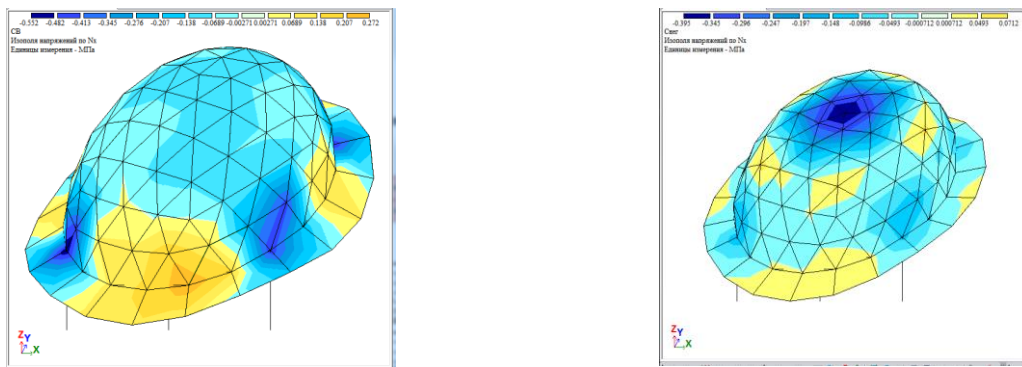 -0.552 -0.482 -0.413 -0.345 -0.276 -0.207 -0.138 -0.0689 -0.00271 0.00271 0.0689 0.138 0.207 0.272
СВ
Изополя напряжений по Nx
Единицы измерения - МПа
Z
Y
X
-0.395 -0.345 -0.296 -0.247 -0.197 -0.148 -0.0986 -0.0493 -0.000712 0.000712 0.0493 0.0712
Снег
Изополя напряжений по Nx
Единицы измерения - МПа
Z
Y
X